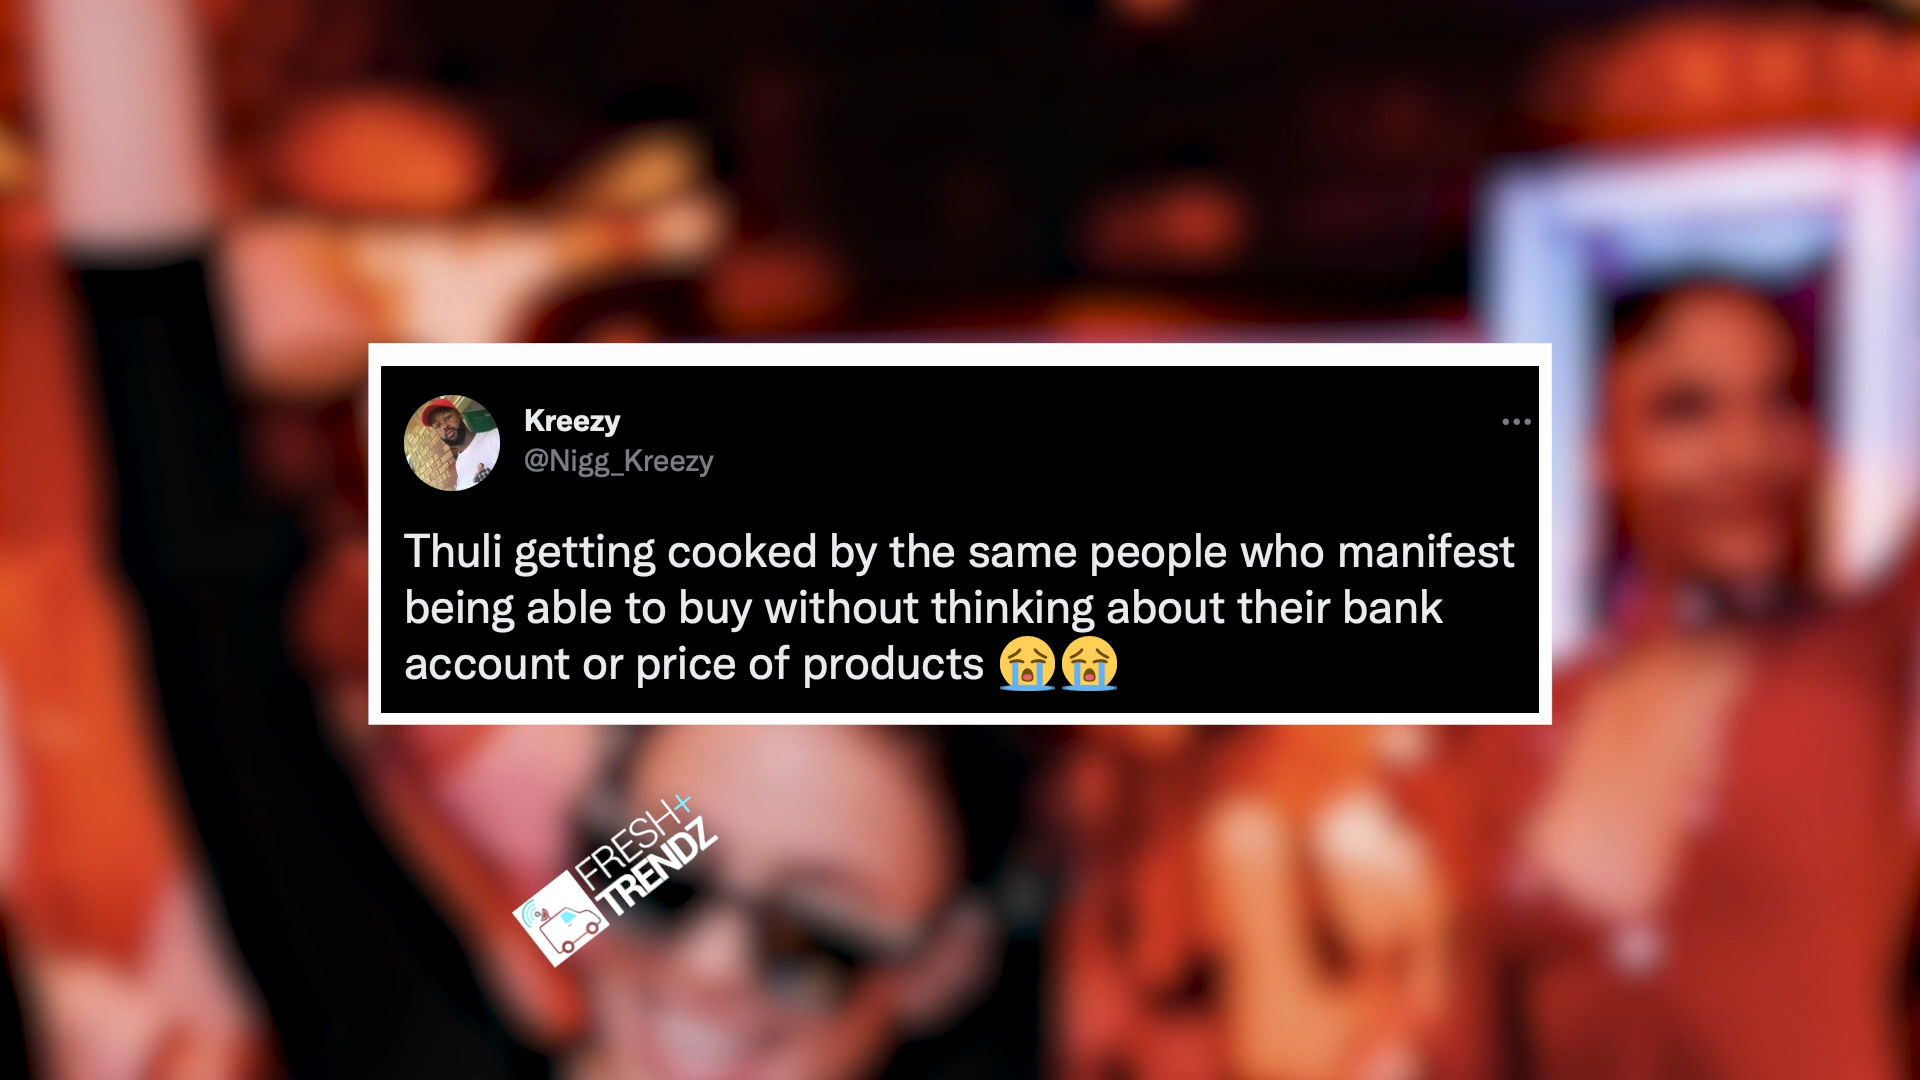 Kreezy
@Nigg_Kreezy
Thuli getting cooked by the same people who manifest
being able to buy without thinking about their bank
account or price of products 😭😭
FRESH+
TRENDZ